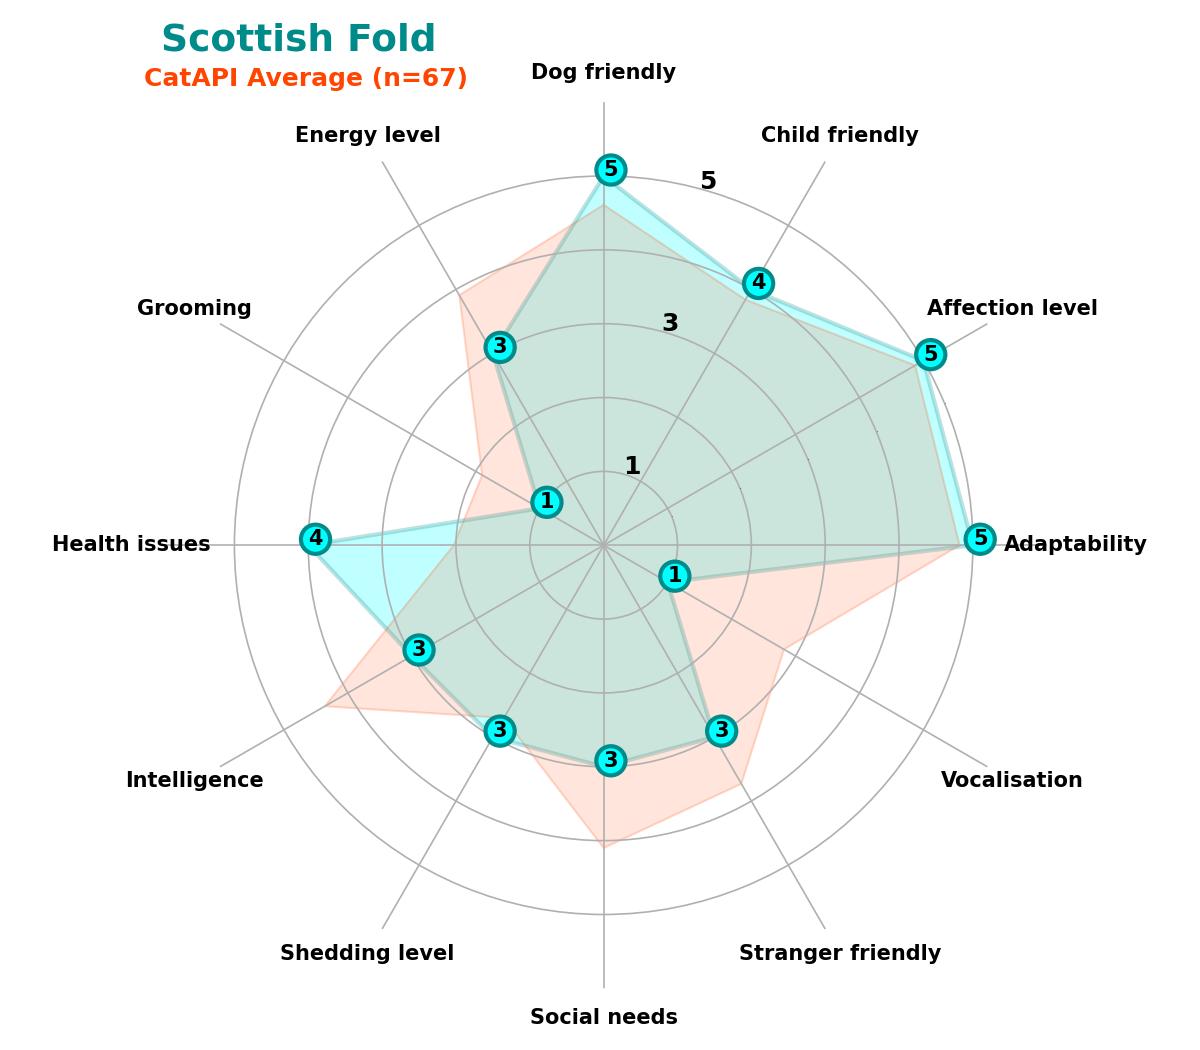 Scottish Fold
CatAPI Average (n=67)
Dog friendly
Energy level
Child friendly
5
5
4
Grooming
Affection level
3
3
5
1
1
Health issues
4
5
Adaptability
1
3
3
3
3
Intelligence
Vocalisation
Shedding level
Stranger friendly
Social needs